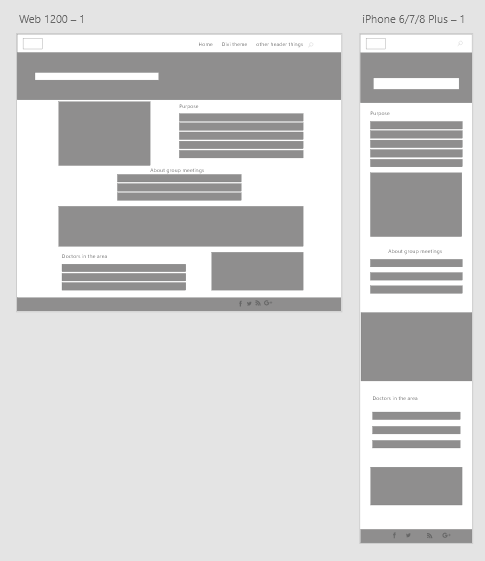 Web 1200 – 1
Home Divi theme other header things
Purpose
About group meetings
Doctors in the area
iPhone 6/7/8 Plus – 1
Purpose
About group meetings
Doctors in the area